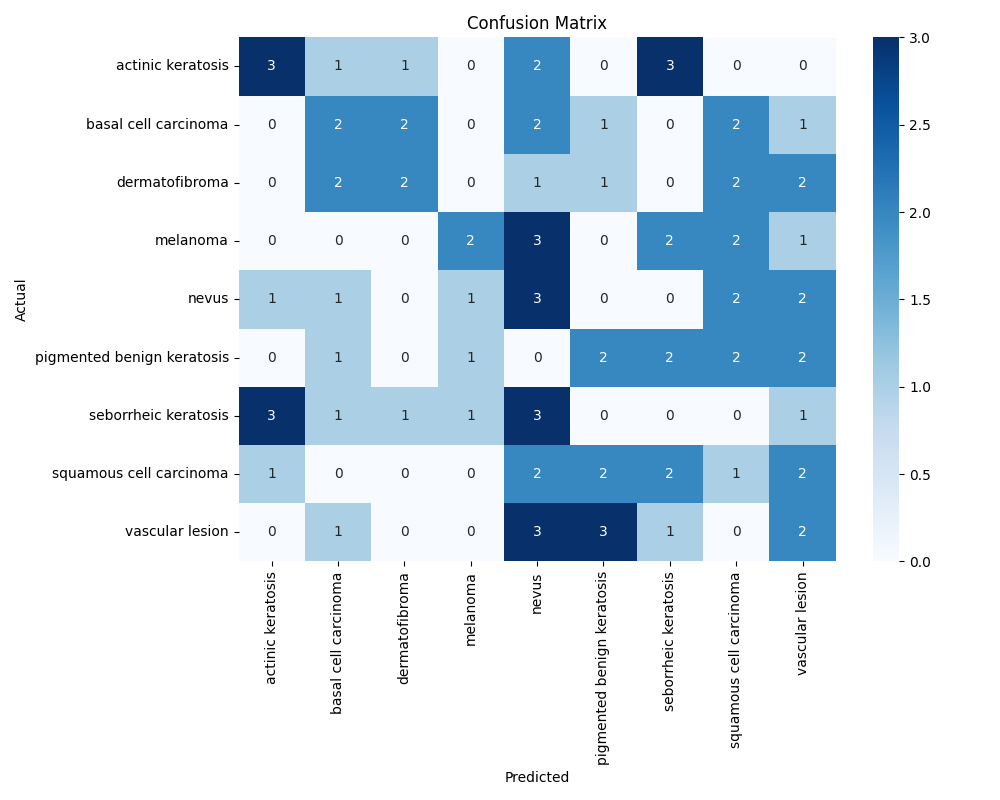 Confusion Matrix
actinic keratosis 3 1 1 0 2 0 3 0 0
basal cell carcinoma 0 2 2 0 2 1 0 2 1
dermatofibroma 0 2 2 0 1 1 0 2 2
melanoma 0 0 0 2 3 0 2 2 1
nevus 1 1 0 1 3 0 0 2 2
pigmented benign keratosis 0 1 0 1 0 2 2 2 2
seborrheic keratosis 3 1 1 1 3 0 0 0 1
squamous cell carcinoma 1 0 0 0 2 2 2 1 2
vascular lesion 0 1 0 0 3 3 1 0 2
Actual
actinic keratosis
basal cell carcinoma
dermatofibroma
melanoma
nevus
pigmented benign keratosis
seborrheic keratosis
squamous cell carcinoma
vascular lesion
Predicted
3.0
2.5
2.0
1.5
1.0
0.5
0.0